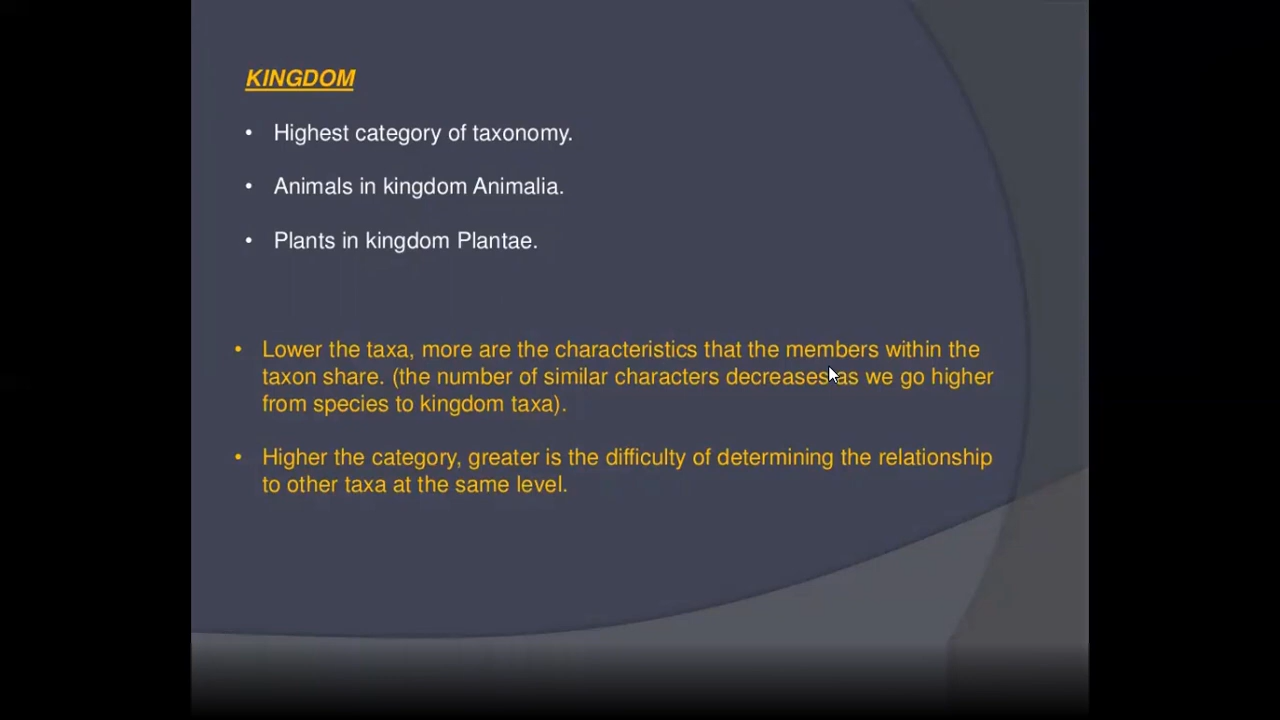 KINGDOM
• Highest category of taxonomy.
• Animals in kingdom Animalia.
• Plants in kingdom Plantae.
• Lower the taxa, more are the characteristics that the members within the
taxon share. (the number of similar characters decreases as we go higher
from species to kingdom taxa).
• Higher the category, greater is the difficulty of determining the relationship
to other taxa at the same level.